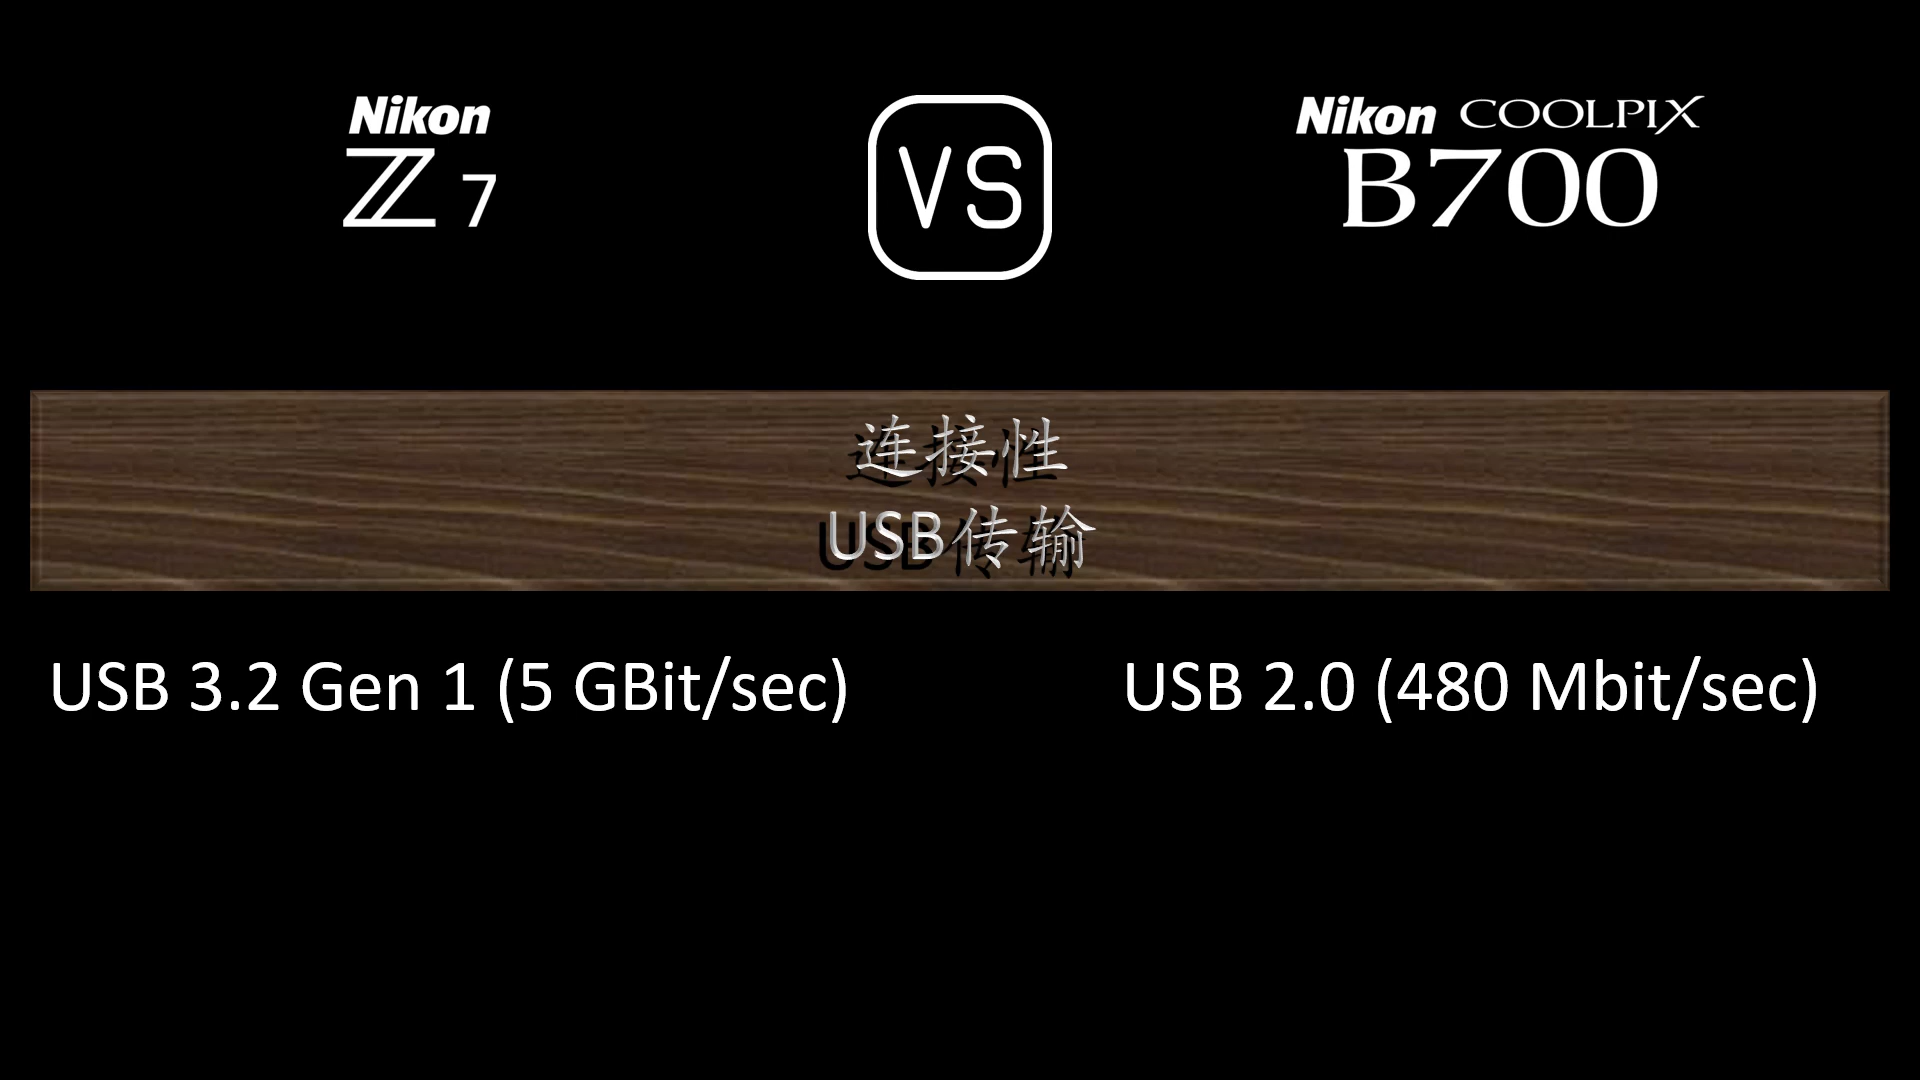 Nikon
Z 7
VS
Nikon COOLPIX
B700
连接性
USB传输
USB 3.2 Gen 1 (5 GBit/sec)
USB 2.0 (480 Mbit/sec)